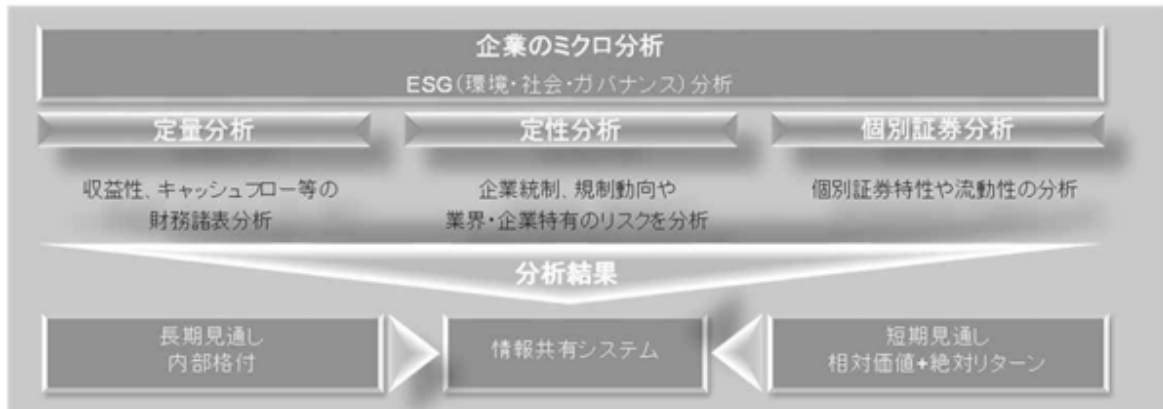 企業のミクロ分析
ESG(環境・社会・ガバナンス)分析
定量分析
収益性、キャッシュフロー等の
財務諸表分析
定性分析
企業統制、規制動向や
業界・企業特有のリスクを分析
個別証券分析
個別証券特性や流動性の分析
分析結果
長期見通し
内部格付
情報共有システム
短期見通し
相対価値+絶対リターン